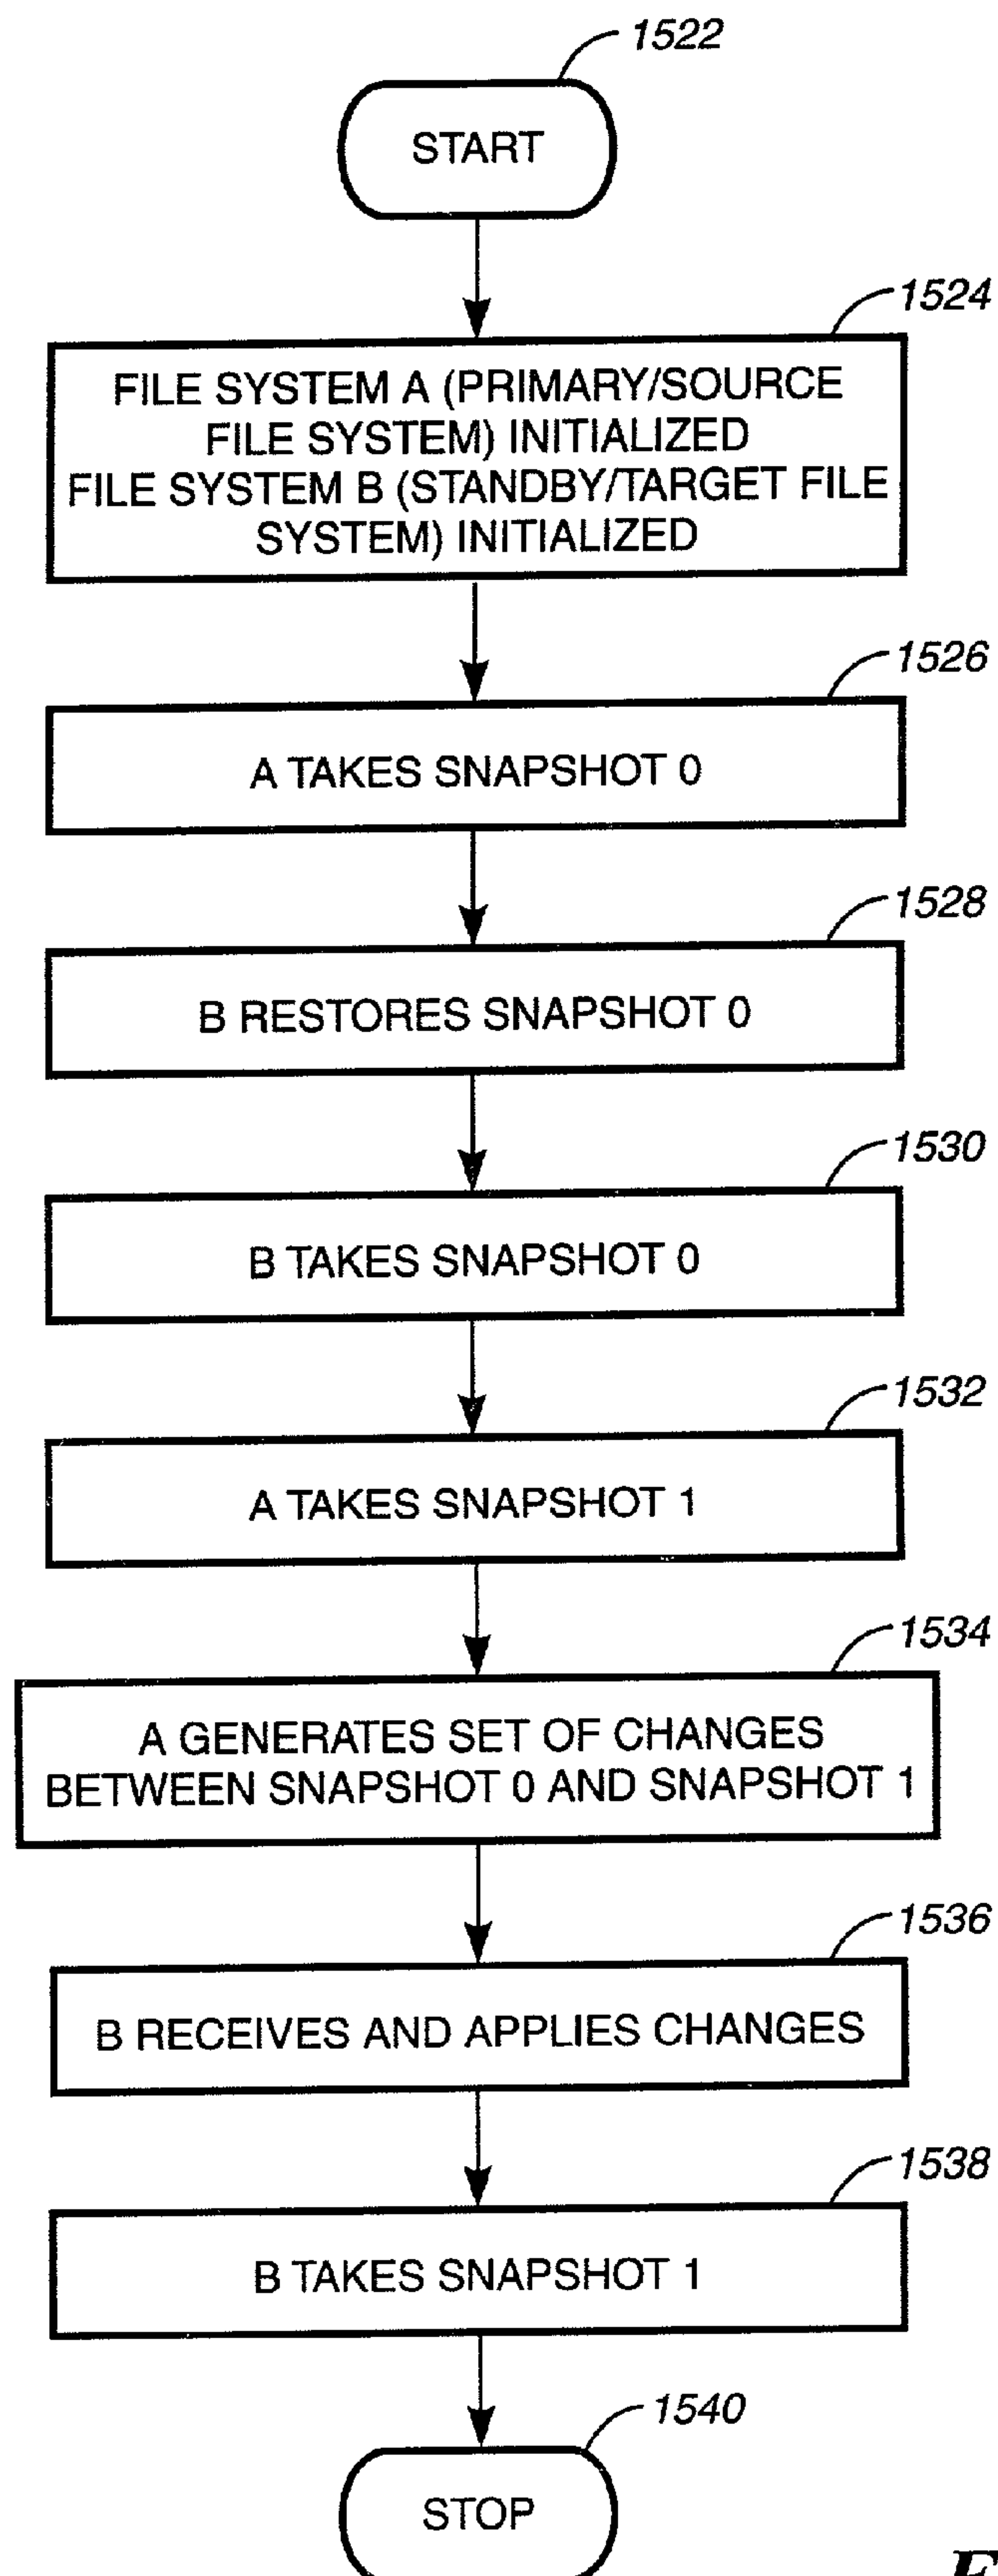 1522
START
1524
FILE SYSTEM A (PRIMARY/SOURCE
FILE SYSTEM) INITIALIZED
FILE SYSTEM B (STANDBY/TARGET FILE
SYSTEM) INITIALIZED
1526
A TAKES SNAPSHOT 0
1528
B RESTORES SNAPSHOT 0
1530
B TAKES SNAPSHOT 0
1532
A TAKES SNAPSHOT 1
1534
A GENERATES SET OF CHANGES
BETWEEN SNAPSHOT 0 AND SNAPSHOT 1
1536
B RECEIVES AND APPLIES CHANGES
1538
B TAKES SNAPSHOT 1
1540
STOP